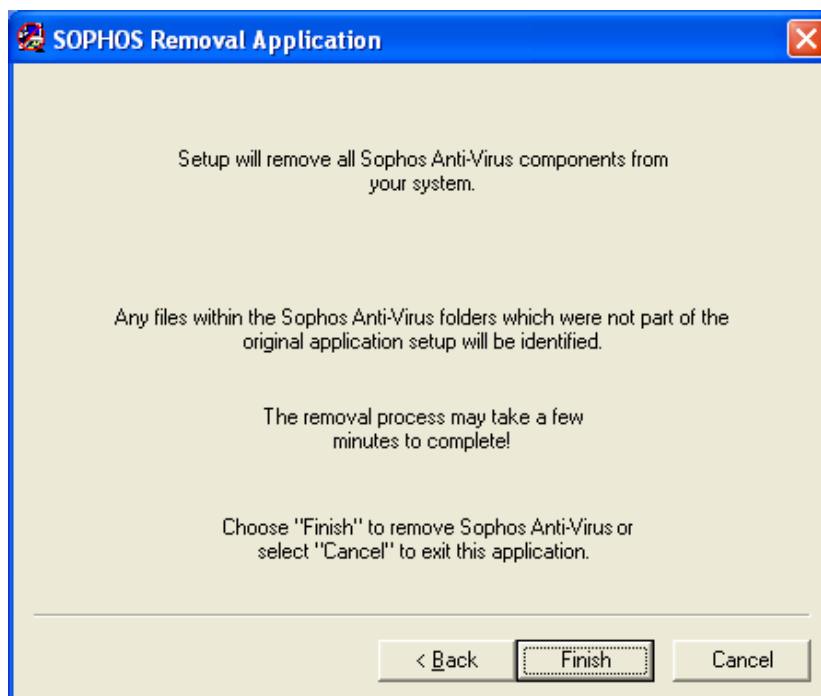 SOPHOS Removal Application
Setup will remove all Sophos Anti-Virus components from
your system.
Any files within the Sophos Anti-Virus folders which were not part of the
original application setup will be identified.
The removal process may take a few
minutes to complete!
Choose "Finish" to remove Sophos Anti-Virus or
select "Cancel" to exit this application.
< Back Finish Cancel